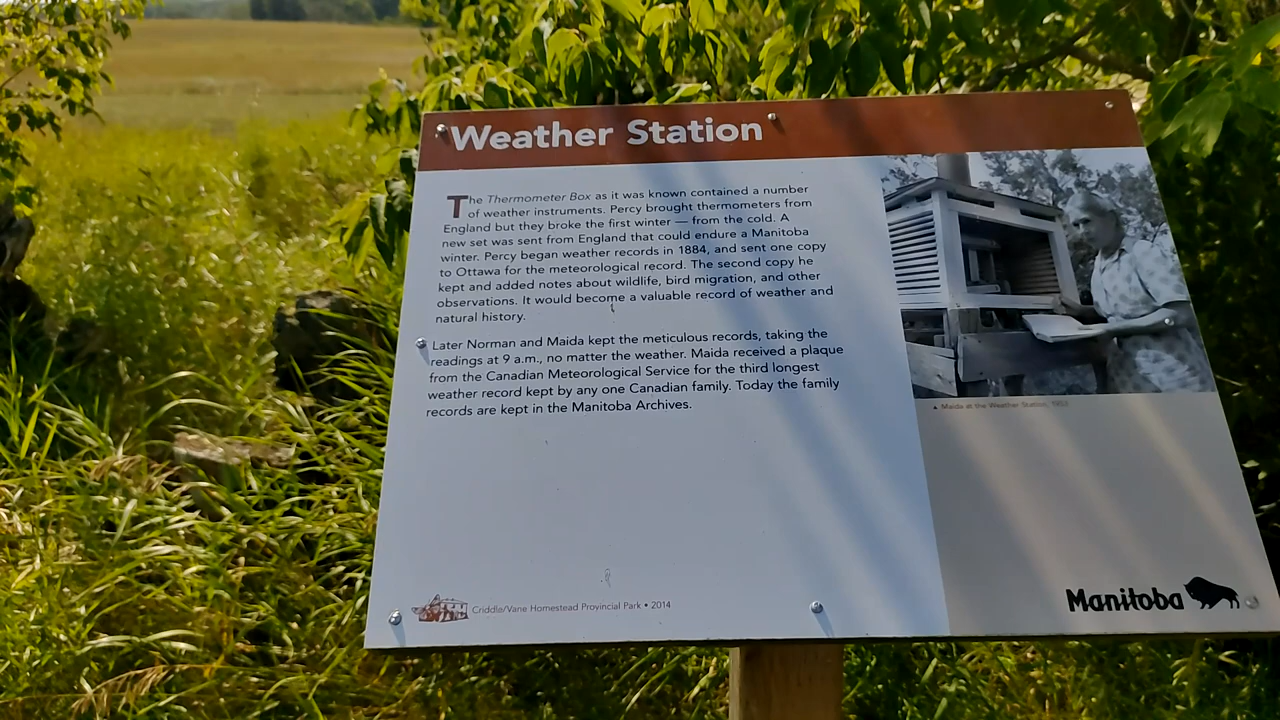 Weather Station
The Thermometer Box as it was known contained a number
of weather instruments. Percy brought thermometers from
England but they broke the first winter — from the cold. A
new set was sent from England that could endure a Manitoba
winter. Percy began weather records in 1884, and sent one copy
to Ottawa for the meteorological record. The second copy he
kept and added notes about wildlife, bird migration, and other
observations. It would become a valuable record of weather and
natural history.
Later Norman and Maida kept the meticulous records, taking the
readings at 9 a.m., no matter the weather. Maida received a plaque
from the Canadian Meteorological Service for the third longest
weather record kept by any one Canadian family. Today the family
records are kept in the Manitoba Archives.
▲ Maida at the Weather Station,
Criddle/Vane Homestead Provincial Park • 2014
Manitoba